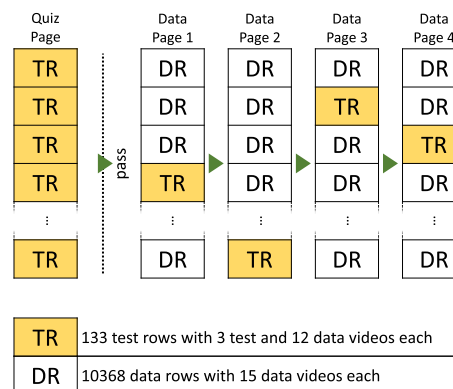 Quiz Page
Data Page 1
Data Page 2
Data Page 3
Data Page 4
TR DR DR DR DR
TR DR DR TR DR
TR DR DR DR TR
pass
TR TR DR DR DR
⋮ ⋮ ⋮ ⋮ ⋮
TR DR TR DR DR
TR 133 test rows with 3 test and 12 data videos each
DR 10368 data rows with 15 data videos each